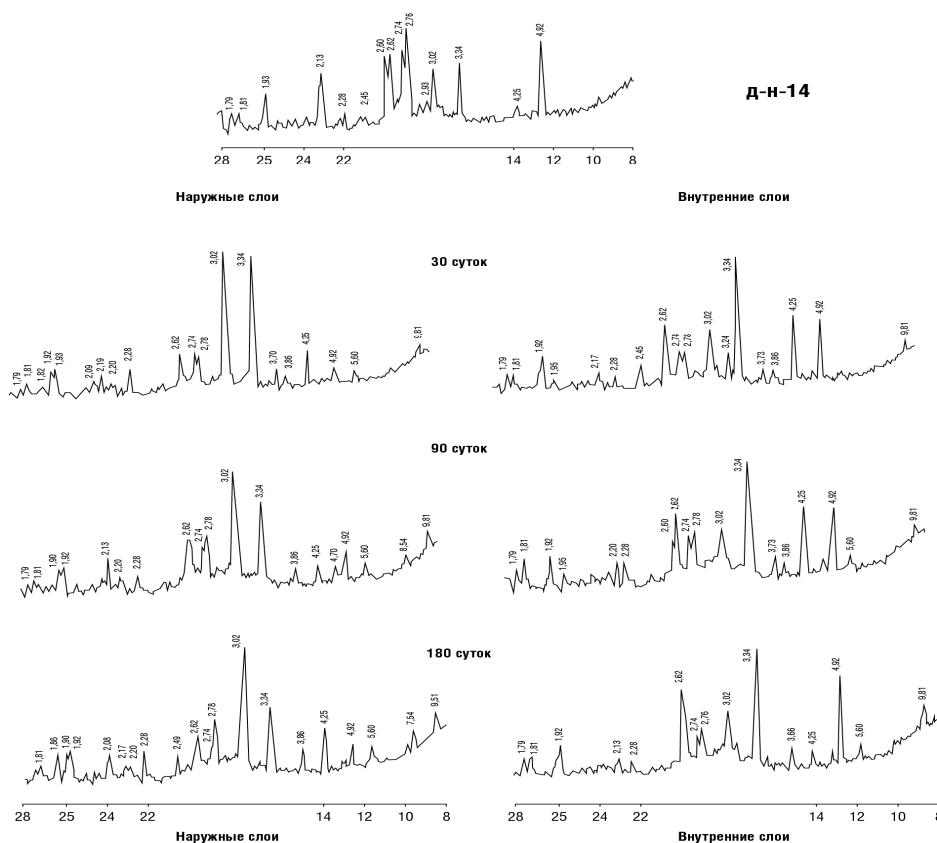 1,79 1,81 1,93 2,13 2,28 2,45 2,60 2,62 2,74 2,76 2,93 3,02 3,34 4,25 4,92
д-н-14
28 25 24 22 14 12 10 8
Наружные слои Внутренние слои
30 суток
1,79 1,81 1,82 1,92 1,93 2,09 2,19 2,20 2,28 2,62 2,74 2,78 3,02 3,34 3,70 3,86 4,25 4,92 5,60 9,81
1,79 1,81 1,92 1,95 2,17 2,28 2,45 2,62 2,74 2,78 3,02 3,24 3,34 3,73 3,86 4,25 4,92 9,81
90 суток
1,79 1,81 1,90 1,92 2,13 2,20 2,28 2,62 2,74 2,78 3,02 3,34 3,86 4,25 4,70 4,92 5,60 8,54 9,81
1,79 1,81 1,92 1,95 2,20 2,28 2,60 2,62 2,74 2,78 3,02 3,34 3,73 3,86 4,25 4,92 5,60 9,81
180 суток
1,81 1,86 1,90 1,92 2,08 2,17 2,20 2,28 2,49 2,62 2,74 2,78 3,02 3,34 3,86 4,25 4,92 5,60 7,54 9,51
1,79 1,81 1,92 2,13 2,28 2,62 2,74 2,76 3,02 3,34 3,66 4,25 4,92 5,60 9,81
28 25 24 22 14 12 10 8 28 25 24 22 14 12 10 8
Наружные слои Внутренние слои